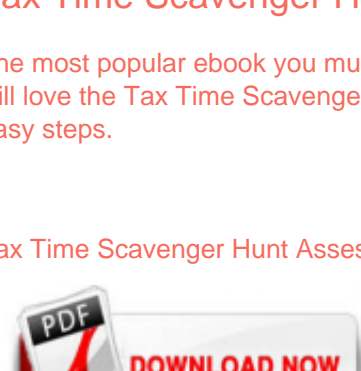 ax Time Scavenger H
he most popular ebook you mu
ill love the Tax Time Scavenge
asy steps.
ax Time Scavenger Hunt Asses
PDF
DOWNLOAD NOW